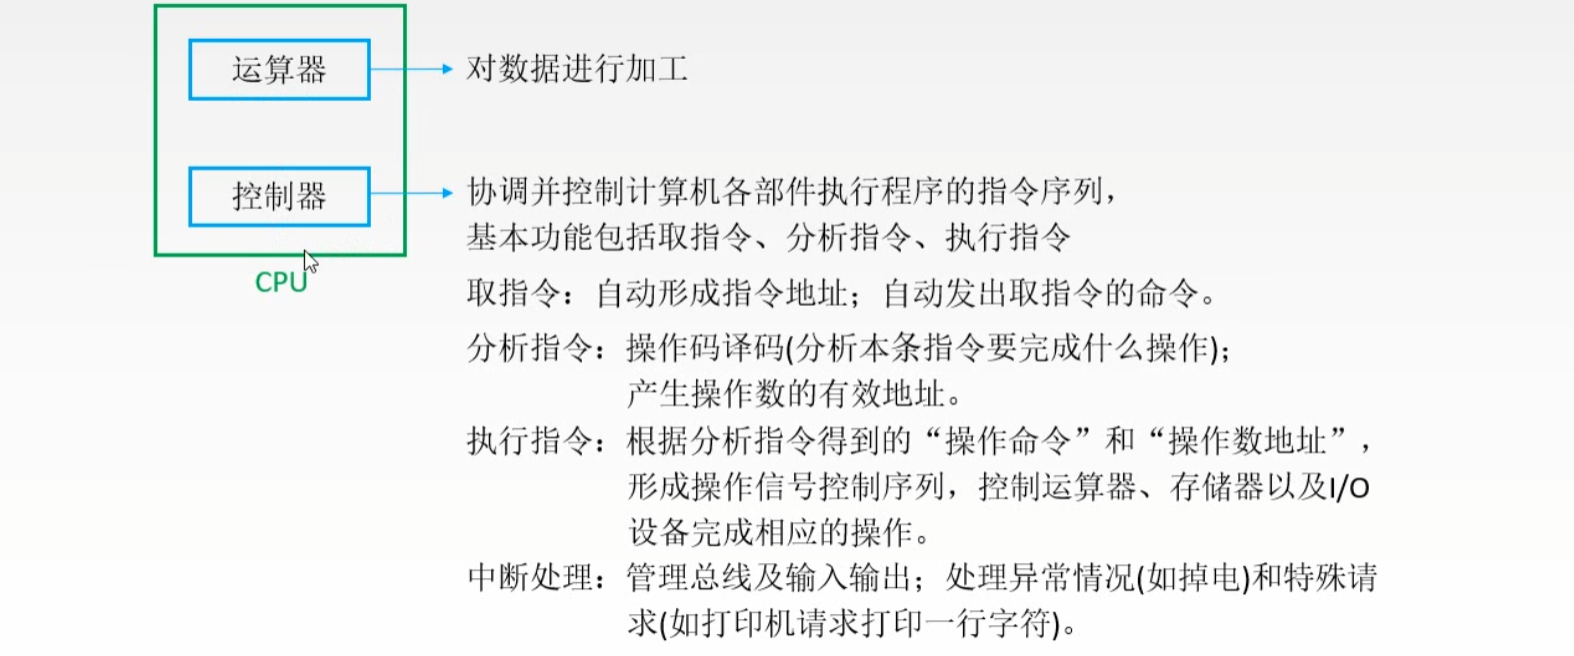 运算器
对数据进行加工
控制器
协调并控制计算机各部件执行程序的指令序列，
基本功能包括取指令、分析指令、执行指令
CPU
取指令：自动形成指令地址；自动发出取指令的命令。
分析指令：操作码译码(分析本条指令要完成什么操作)；
产生操作数的有效地址。
执行指令：根据分析指令得到的“操作命令”和“操作数地址”，
形成操作信号控制序列，控制运算器、存储器以及I/O
设备完成相应的操作。
中断处理：管理总线及输入输出；处理异常情况(如掉电)和特殊请
求(如打印机请求打印一行字符)。